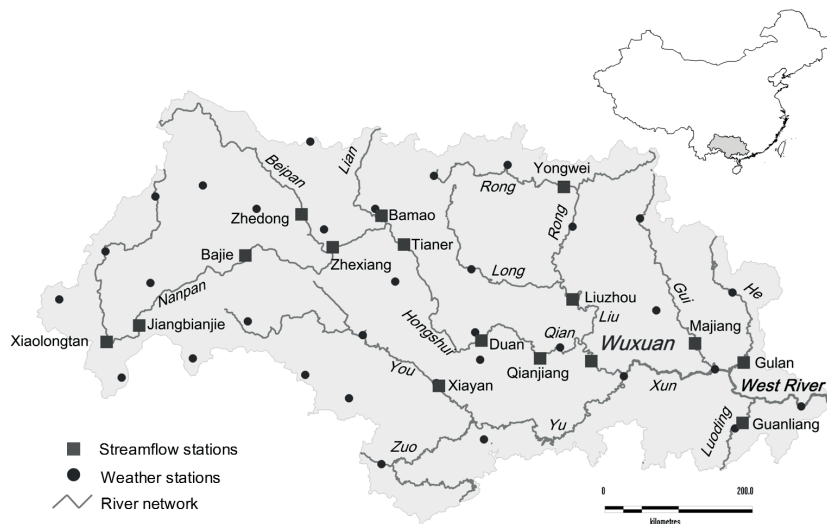 Yongwei
Beipan
Lian
Rong
Rong
Zhedong
Bamao
Tianer
Bajie
Zhexiang
Long
Gui
He
Nanpan
Liuzhou
Liu
Xiaolongtan
Jiangbianjie
Hongshui
Duan
Qian
Wuxuan
Majiang
Qianjiang
Gulan
You
Xiayan
Xun
West River
Yu
Luoding
Guanliang
Zuo
Streamflow stations
Weather stations
River network
0 200.0
kilometres